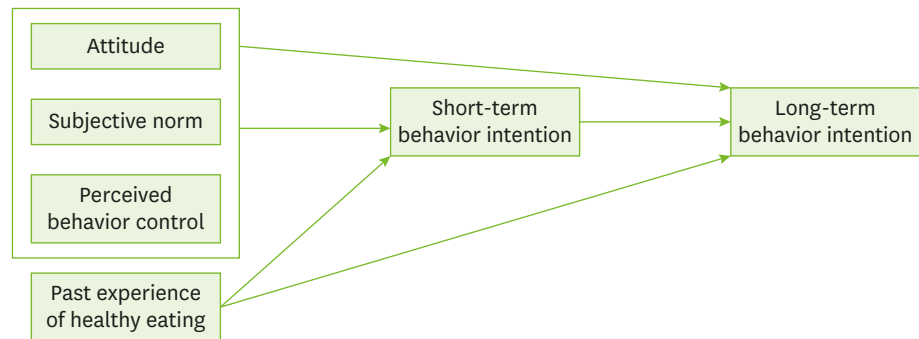 Attitude
Subjective norm
Perceived
behavior control
Past experience
of healthy eating
Short-term
behavior intention
Long-term
behavior intention